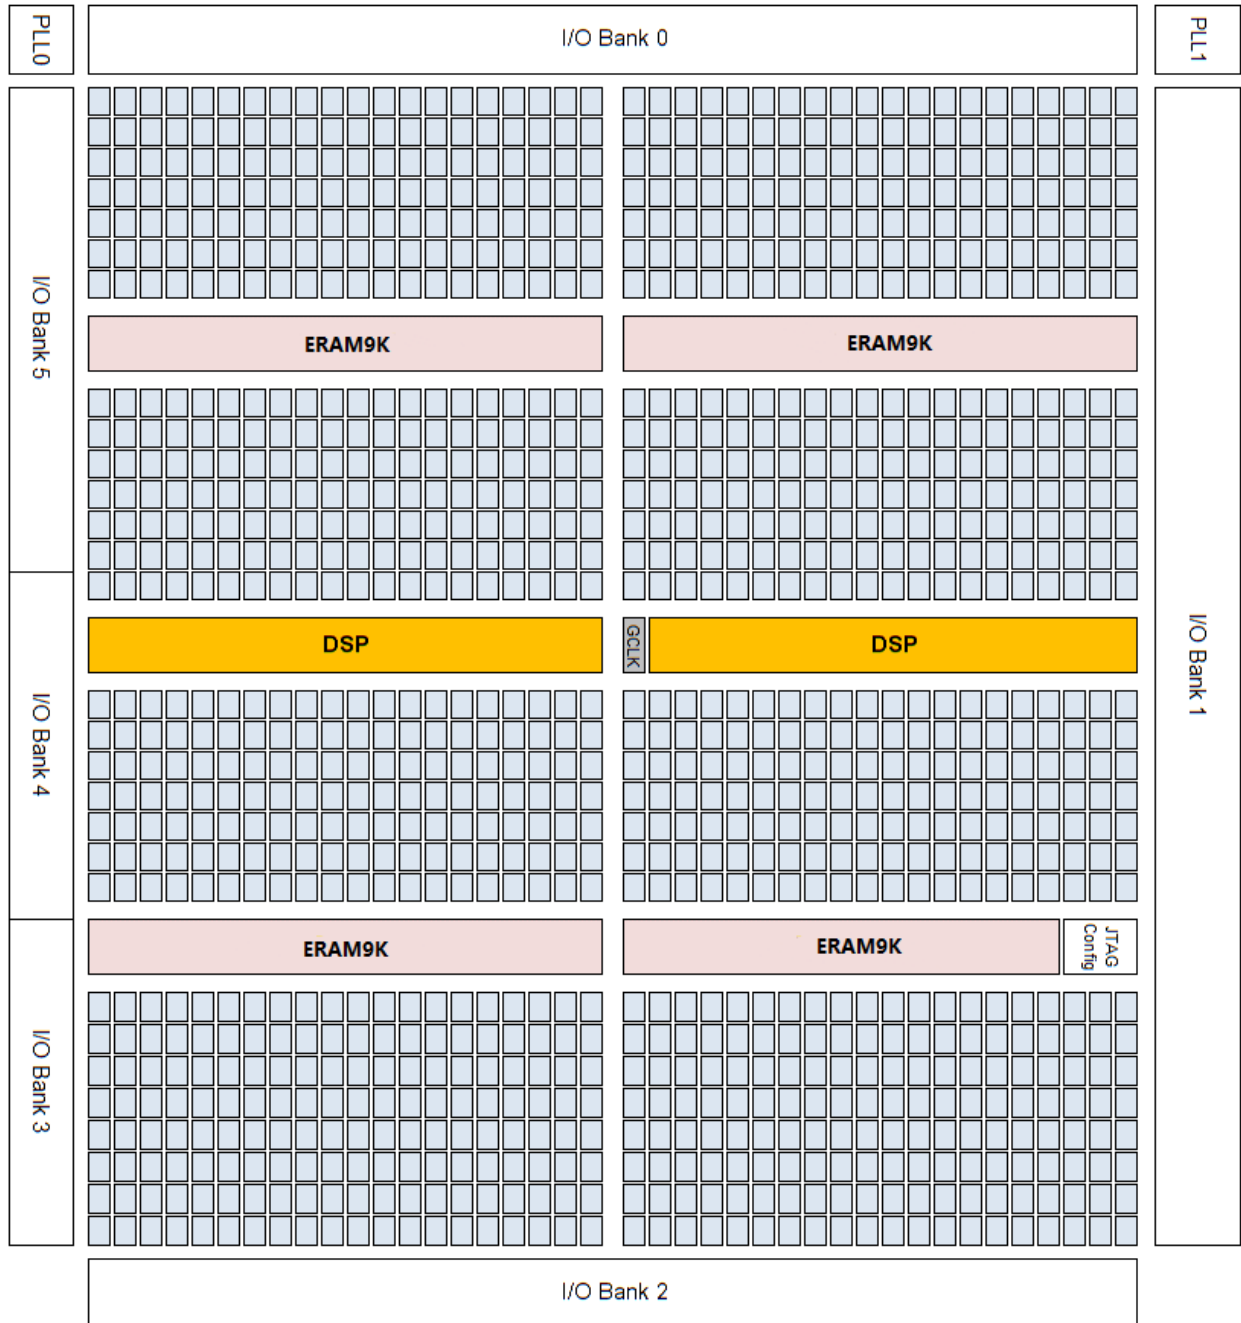 PLL0
I/O Bank 0
PLL1
I/O Bank 5
ERAM9K
ERAM9K
DSP
GCLK
DSP
I/O Bank 1
I/O Bank 4
ERAM9K
ERAM9K
JTAG
Config
I/O Bank 3
I/O Bank 2